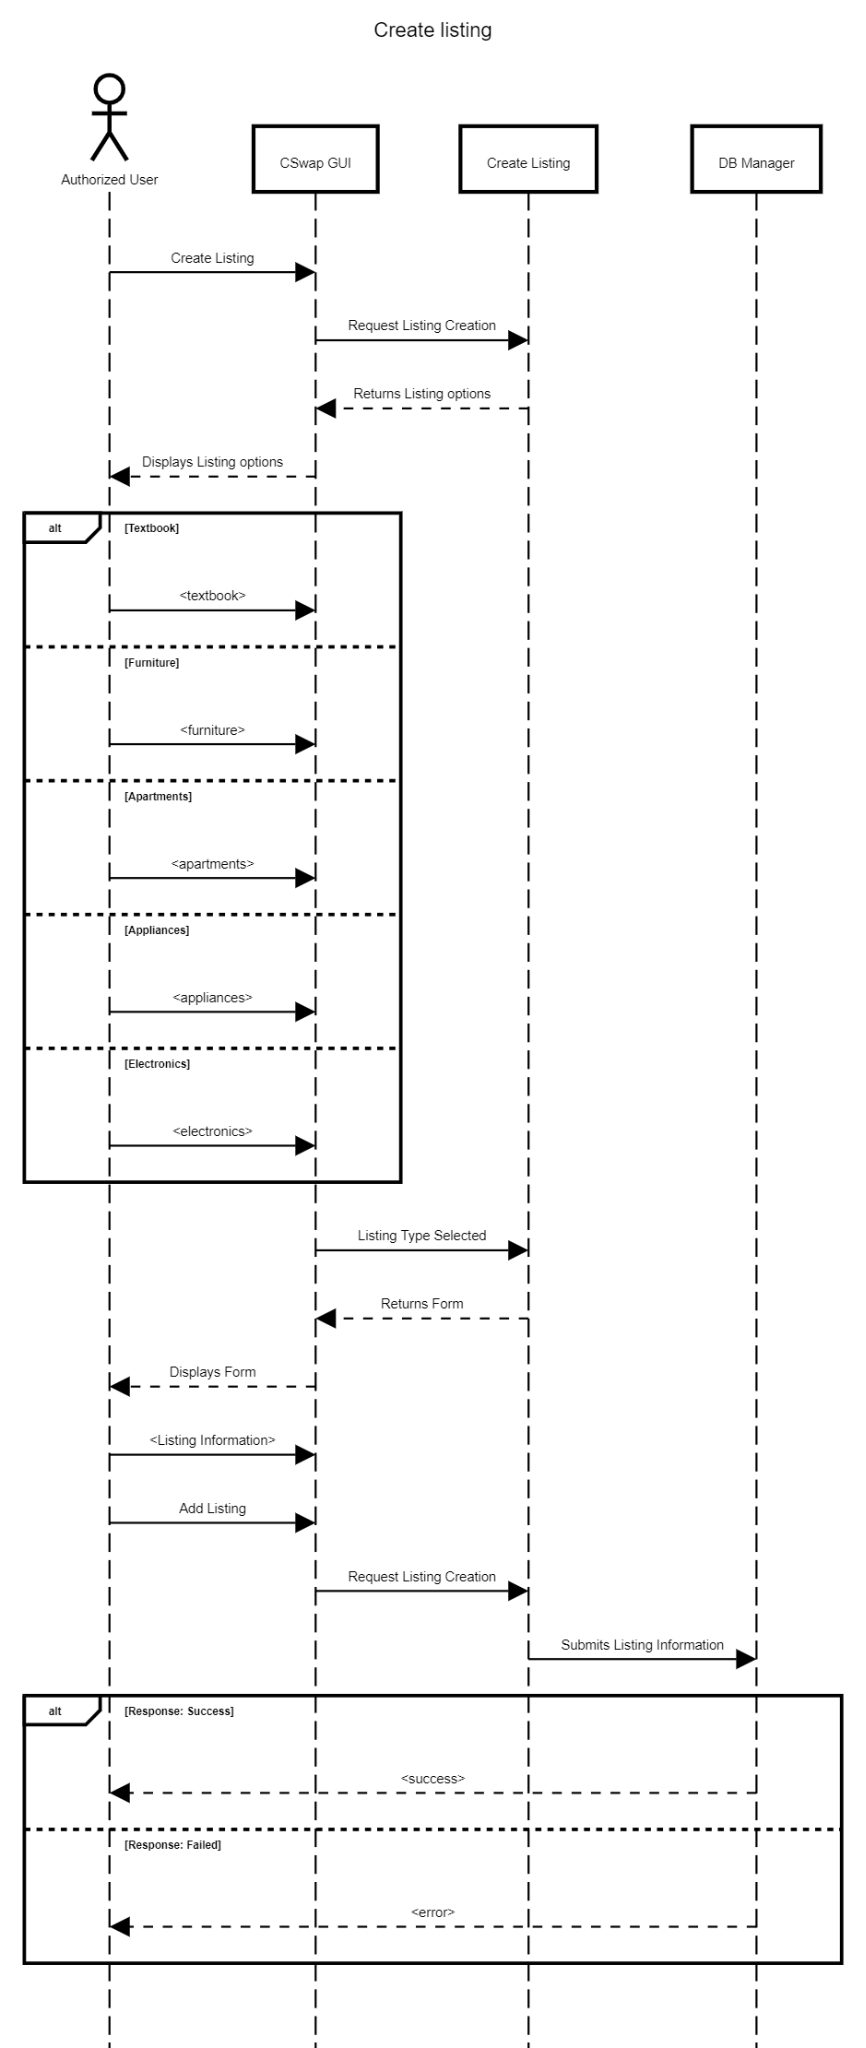 Create listing
Authorized User
CSwap GUI
Create Listing
DB Manager
Create Listing
Request Listing Creation
Returns Listing options
Displays Listing options
alt
[Textbook]
<textbook>
[Furniture]
<furniture>
[Apartments]
<apartments>
[Appliances]
<appliances>
[Electronics]
<electronics>
Listing Type Selected
Returns Form
Displays Form
<Listing Information>
Add Listing
Request Listing Creation
Submits Listing Information
alt
[Response: Success]
<success>
[Response: Failed]
<error>